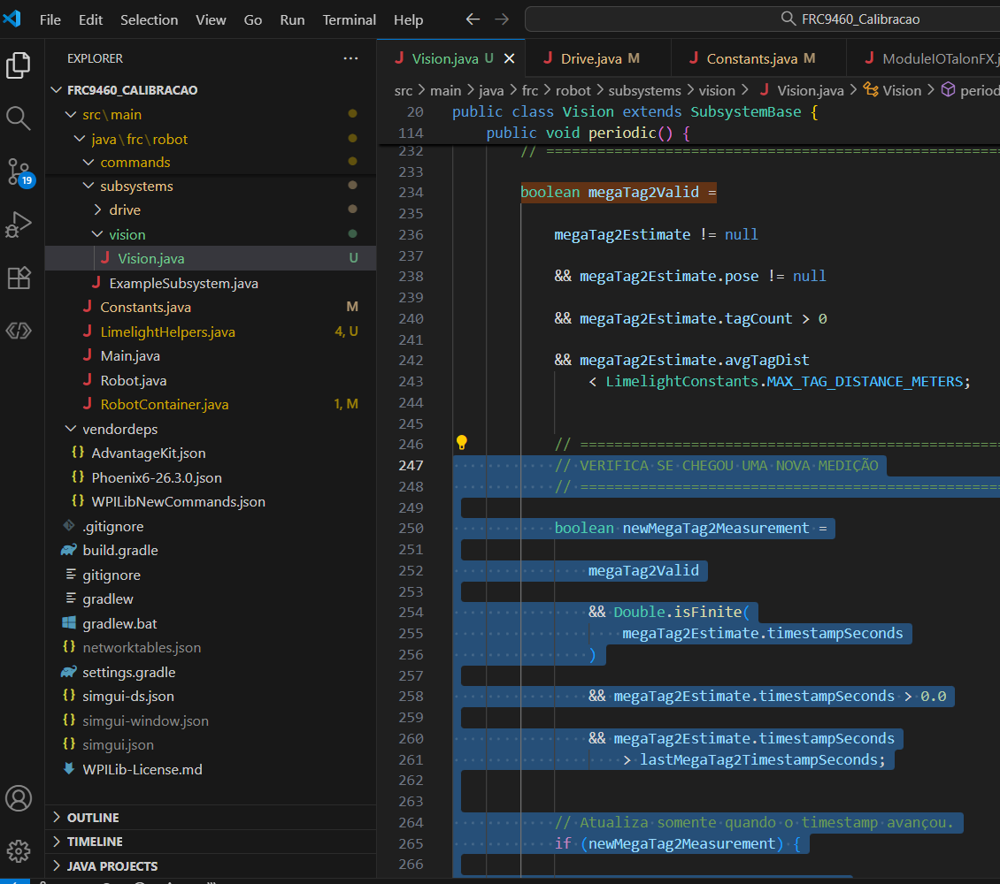 File Edit Selection View Go Run Terminal Help
FRC9460_Calibracao
EXPLORER
FRC9460_CALIBRACAO
src\main
java\frc\robot
commands
subsystems
drive
vision
Vision.java U
ExampleSubsystem.java
Constants.java M
LimelightHelpers.java 4, U
Main.java
Robot.java
RobotContainer.java 1, M
vendordeps
AdvantageKit.json
Phoenix6-26.3.0.json
WPILibNewCommands.json
.gitignore
build.gradle
gitignore
gradlew
gradlew.bat
networktables.json
settings.gradle
simgui-ds.json
simgui-window.json
simgui.json
WPILib-License.md
OUTLINE
TIMELINE
JAVA PROJECTS
19
Vision.java U
Drive.java M
Constants.java M
ModuleIOTalonFX.j
src > main > java > frc > robot > subsystems > vision > Vision.java > Vision > period
20 public class Vision extends SubsystemBase {
114 public void periodic() {
232 // ==================================================
233
234 boolean megaTag2Valid =
235
236 megaTag2Estimate != null
237
238 && megaTag2Estimate.pose != null
239
240 && megaTag2Estimate.tagCount > 0
241
242 && megaTag2Estimate.avgTagDist
243 < LimelightConstants.MAX_TAG_DISTANCE_METERS;
244
245
246 // ==================================================
247 // VERIFICA SE CHEGOU UMA NOVA MEDIÇÃO
248 // ==================================================
249
250 boolean newMegaTag2Measurement =
251
252 megaTag2Valid
253
254 && Double.isFinite(
255 megaTag2Estimate.timestampSeconds
256 )
257
258 && megaTag2Estimate.timestampSeconds > 0.0
259
260 && megaTag2Estimate.timestampSeconds
261 > lastMegaTag2TimestampSeconds;
262
263
264 // Atualiza somente quando o timestamp avançou.
265 if (newMegaTag2Measurement) {
266